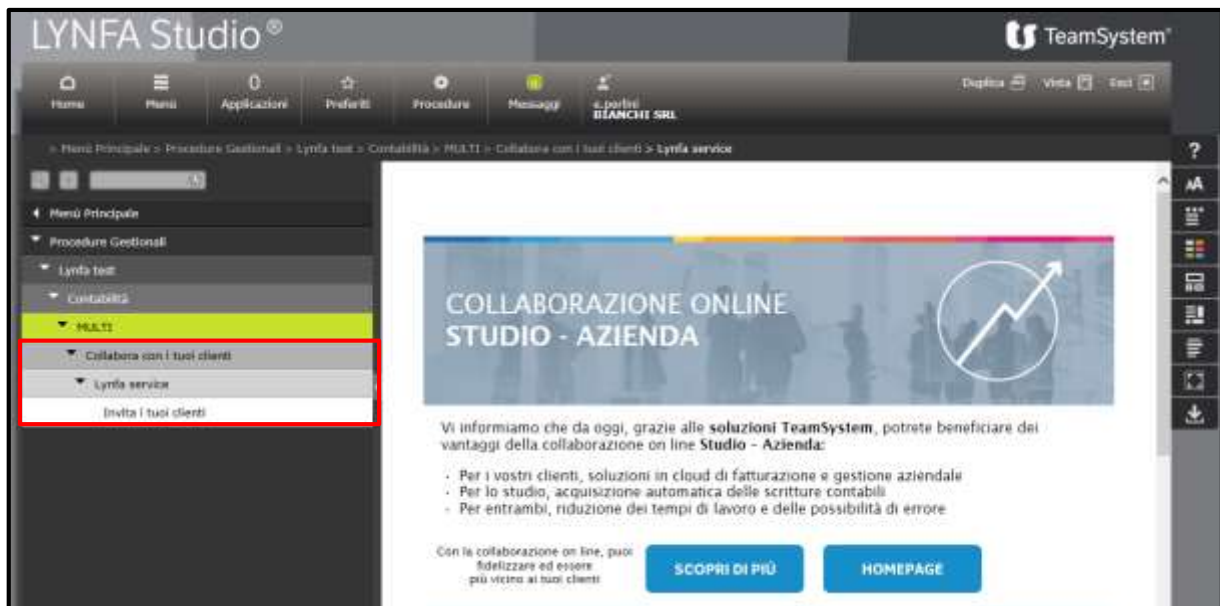 LYNFA Studio®
TeamSystem®
Home
Menù
Applicazioni
Preferiti
Procedure
Messaggi
BIANCHI SRL
Duplica
Vista
Esci
» Menù Principale » Procedure Gestionali » Lynfa test » Contabilità » MULTI » Collabora con i tuoi clienti » Lynfa service
Menù Principale
Procedure Gestionali
Lynfa test
Contabilità
MULTI
Collabora con i tuoi clienti
Lynfa service
Invita i tuoi clienti
COLLABORAZIONE ONLINE
STUDIO - AZIENDA
Vi informiamo che da oggi, grazie alle soluzioni TeamSystem, potrete beneficiare dei
vantaggi della collaborazione on line Studio - Azienda:
- Per i vostri clienti, soluzioni in cloud di fatturazione e gestione aziendale
- Per lo studio, acquisizione automatica delle scritture contabili
- Per entrambi, riduzione dei tempi di lavoro e delle possibilità di errore
Con la collaborazione on line, puoi
fidelizzare ed essere
più vicino ai tuoi clienti
SCOPRI DI PIÙ
HOMEPAGE
?
AA